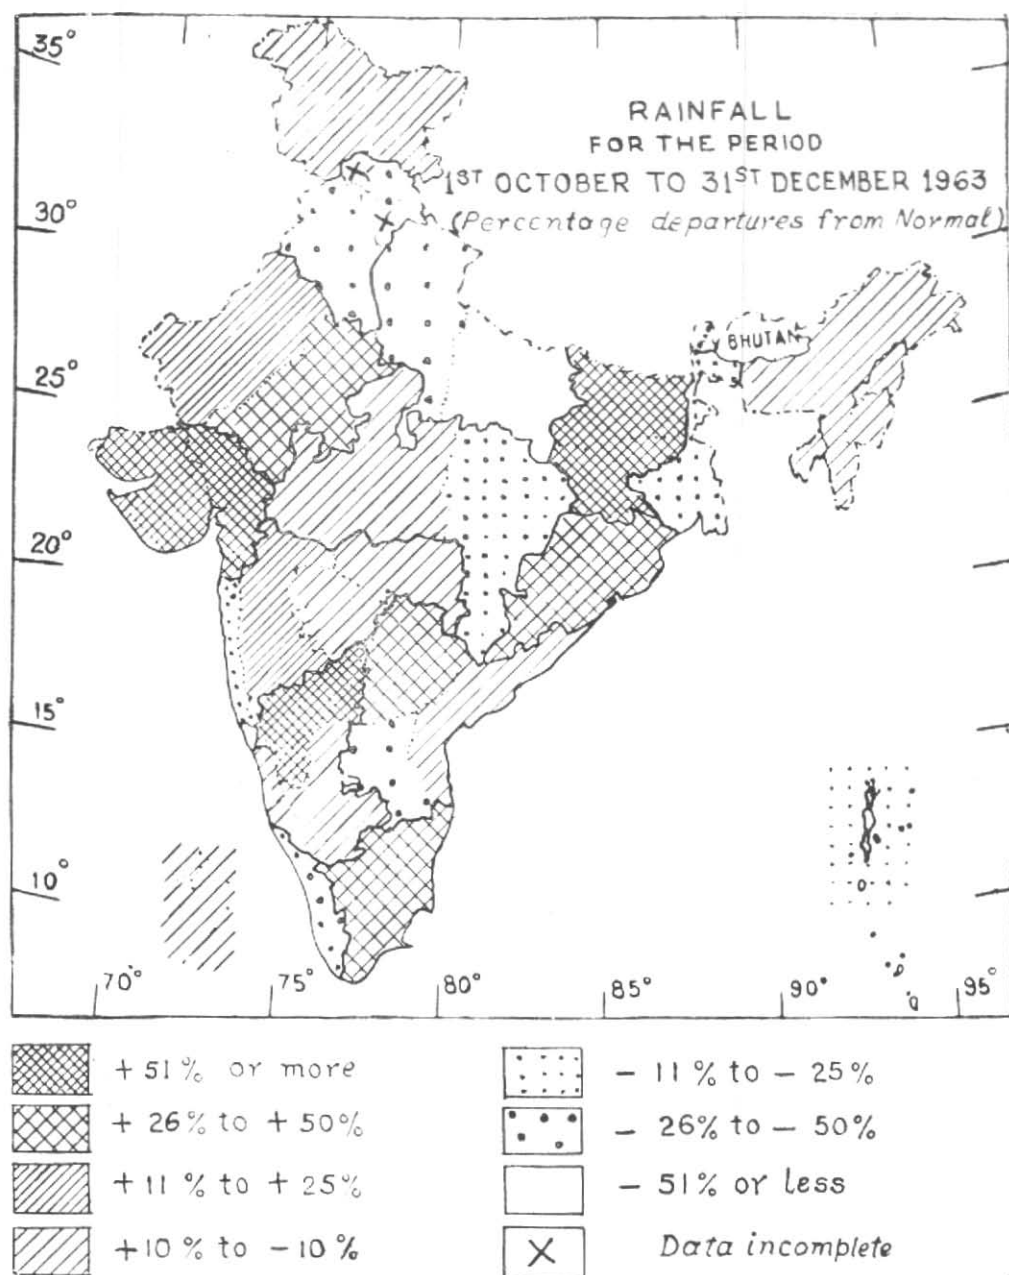 RAINFALL
FOR THE PERIOD
1ST OCTOBER TO 31ST DECEMBER 1963
(Percentage departures from Normal)
35°
30°
25°
20°
15°
10°
BHUTAN
70° 75° 80° 85° 90° 95°
+ 51% or more
+ 26% to + 50%
+ 11% to + 25%
+10% to - 10%
- 11% to - 25%
- 26% to - 50%
- 51% or less
X Data incomplete